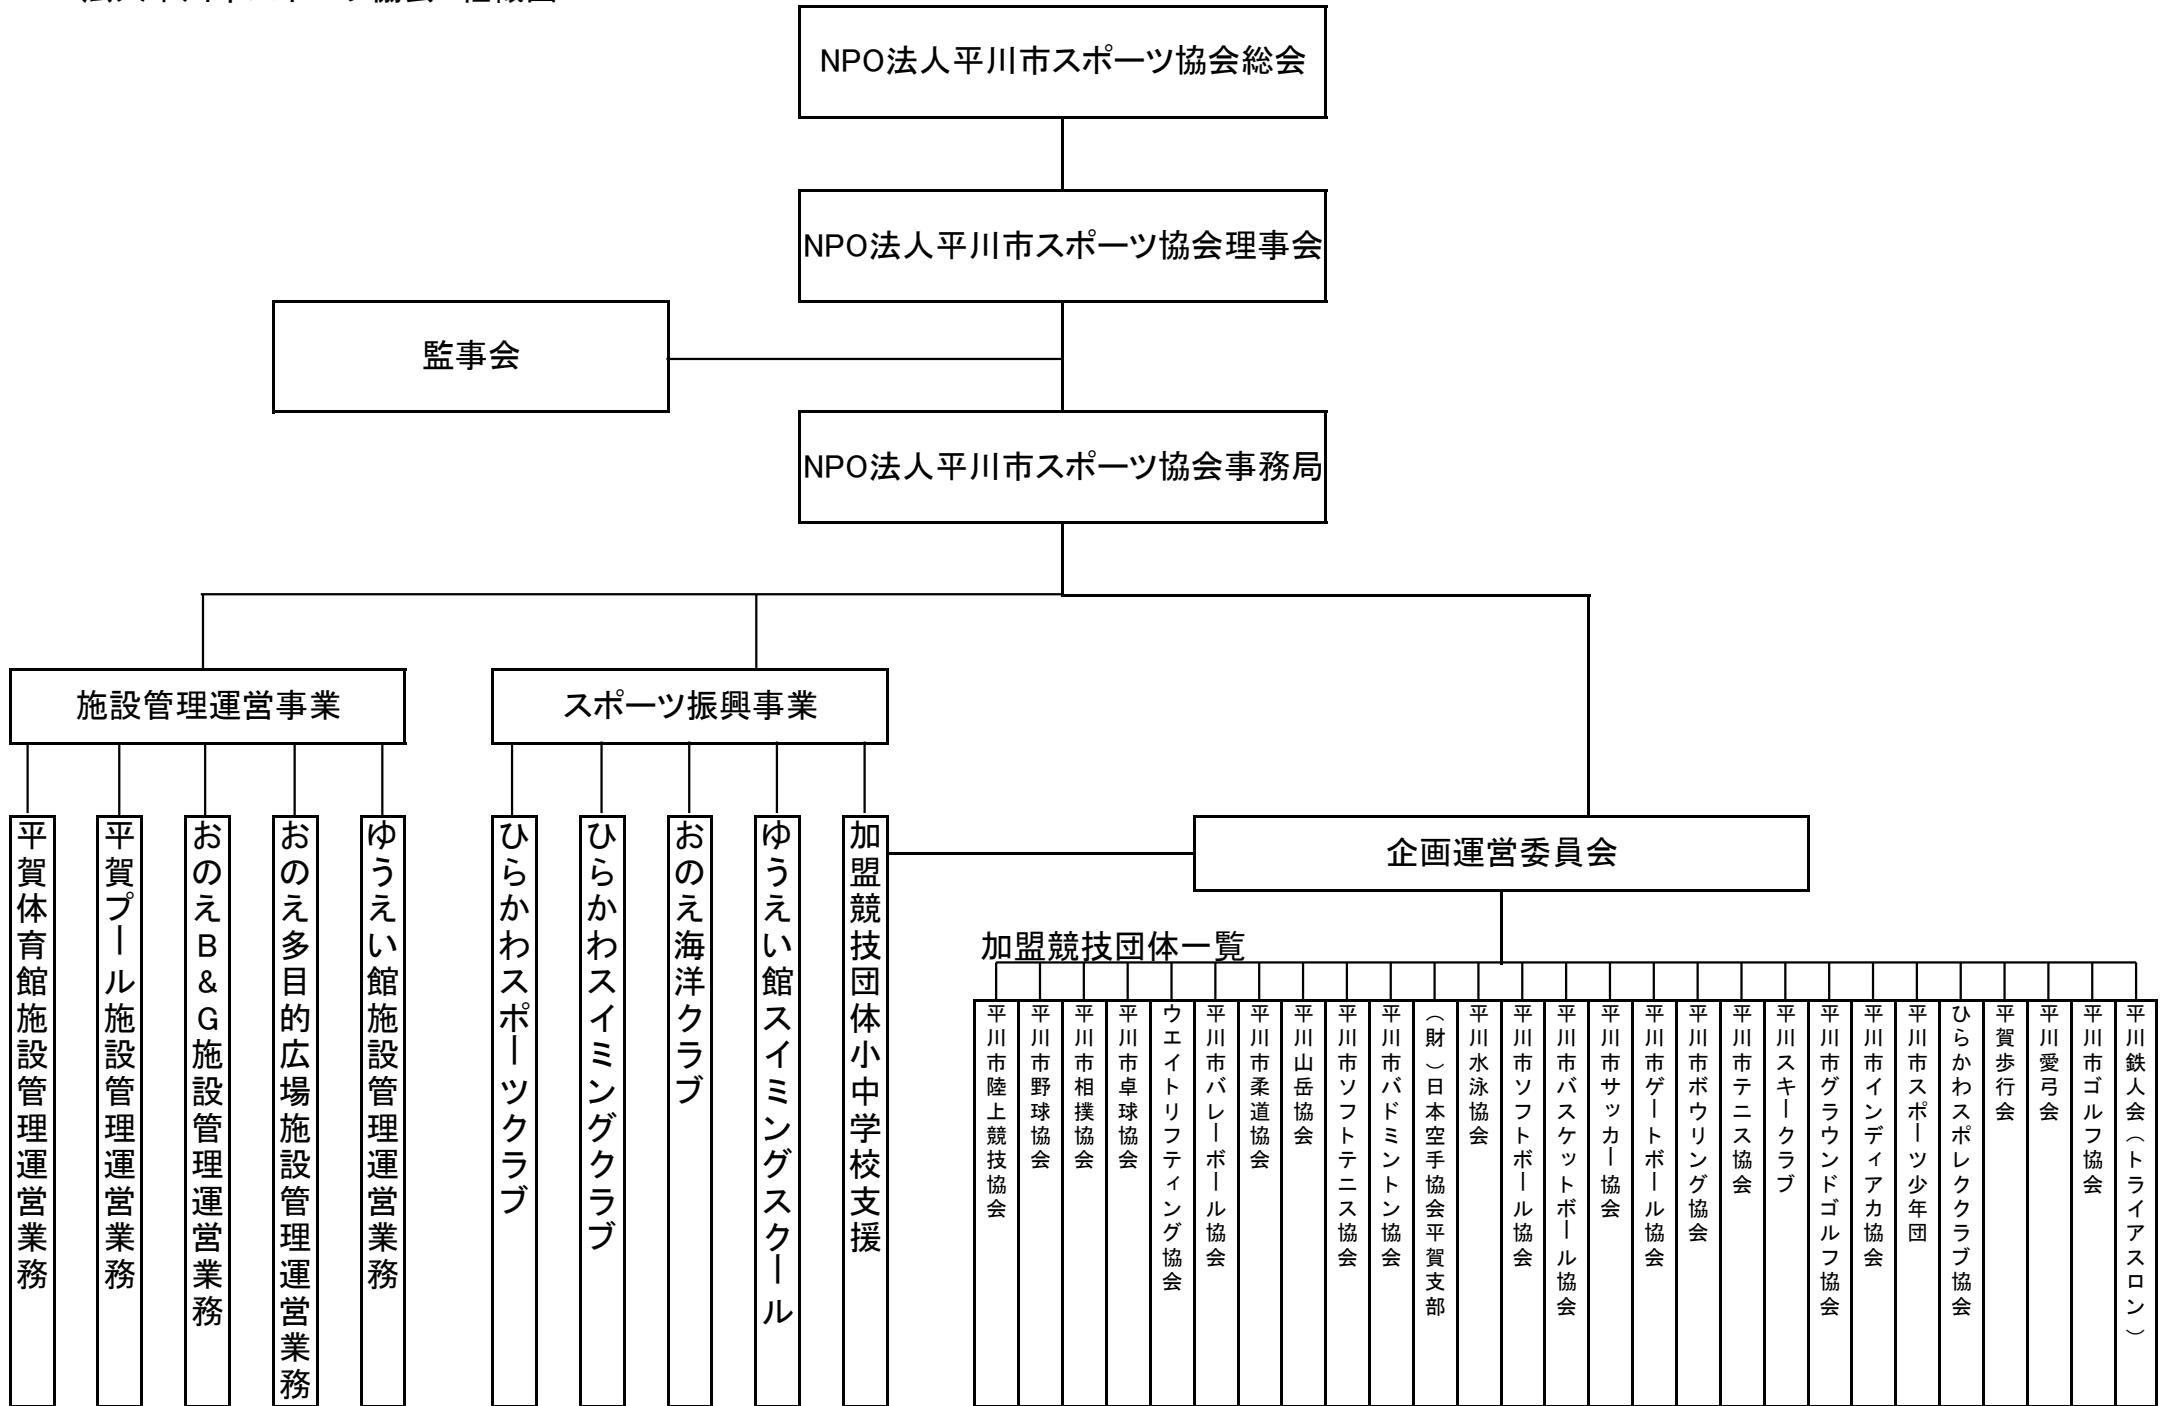 NPO法人平川市スポーツ協会総会
NPO法人平川市スポーツ協会理事会
監事会
NPO法人平川市スポーツ協会事務局
施設管理運営事業
スポーツ振興事業
平賀体育館施設管理運営業務
平賀プール施設管理運営業務
おのえB&G施設管理運営業務
おのえ多目的広場施設管理運営業務
ゆうえい館施設管理運営業務
ひらかわスポーツクラブ
ひらかわスイミングクラブ
おのえ海洋クラブ
ゆうえい館スイミングスクール
加盟競技団体小中学校支援
企画運営委員会
加盟競技団体一覧
平川市陸上競技協会
平川市野球協会
平川市相撲協会
平川市卓球協会
ウエイトリフティング協会
平川市バレーボール協会
平川市柔道協会
平川山岳協会
平川市ソフトテニス協会
平川市バドミントン協会
（財）日本空手協会平賀支部
平川水泳協会
平川市ソフトボール協会
平川市バスケットボール協会
平川市サッカー協会
平川市ゲートボール協会
平川市ボウリング協会
平川市テニス協会
平川スキークラブ
平川市グラウンドゴルフ協会
平川市インディアカ協会
平川市スポーツ少年団
ひらかわスポレククラブ協会
平賀歩行会
平川愛弓会
平川市ゴルフ協会
平川鉄人会（トライアスロン）